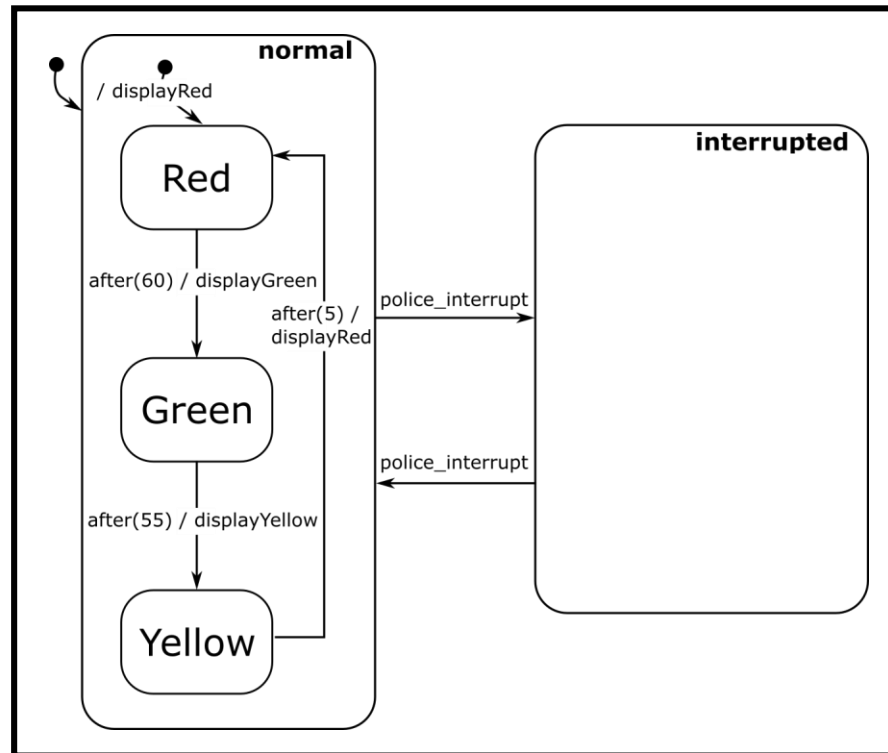 normal
/ displayRed
Red
after(60) / displayGreen
after(5) /
displayRed
Green
after(55) / displayYellow
Yellow
police_interrupt
police_interrupt
interrupted